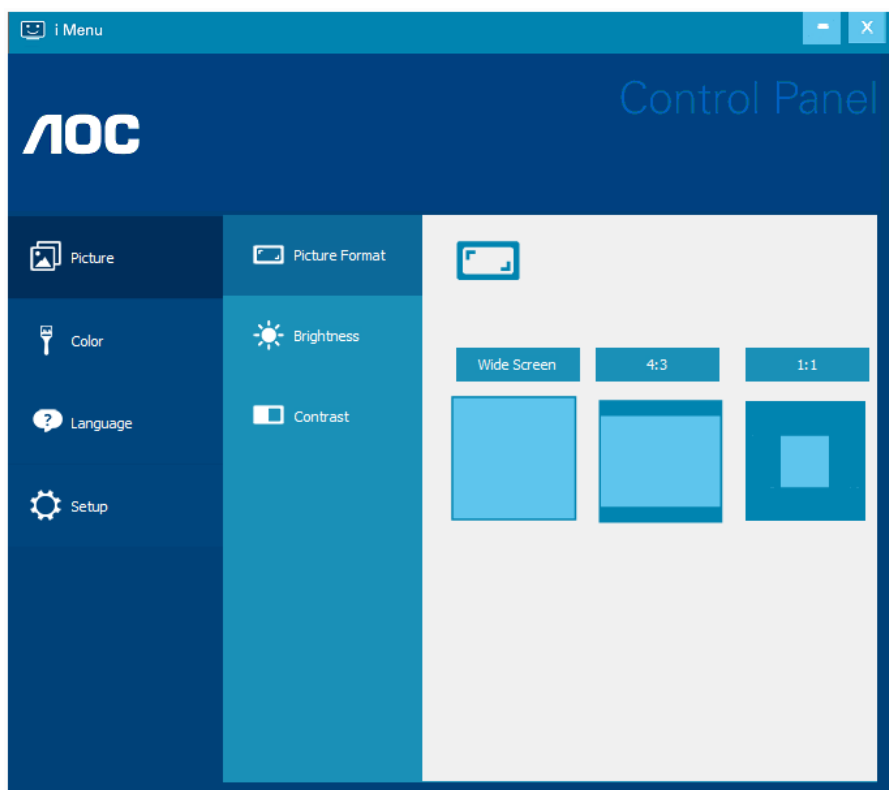 i Menu
X
Control Panel
AOC
Picture
Color
Language
Setup
Picture Format
Brightness
Contrast
Wide Screen
4:3
1:1